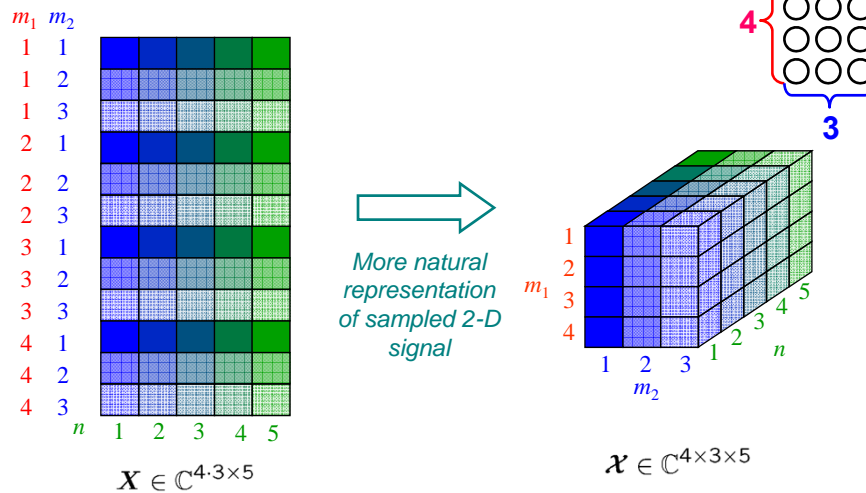 m₁ m₂
1 1
1 2
1 3
2 1
2 2
2 3
3 1
3 2
3 3
4 1
4 2
4 3
n 1 2 3 4 5
X ∈ ℂ^{4·3×5}
More natural
representation
of sampled 2-D
signal
4
3
m₁
1
2
3
4
1 2 3
m₂
1 2 3 4 5
n
𝓧 ∈ ℂ^{4×3×5}